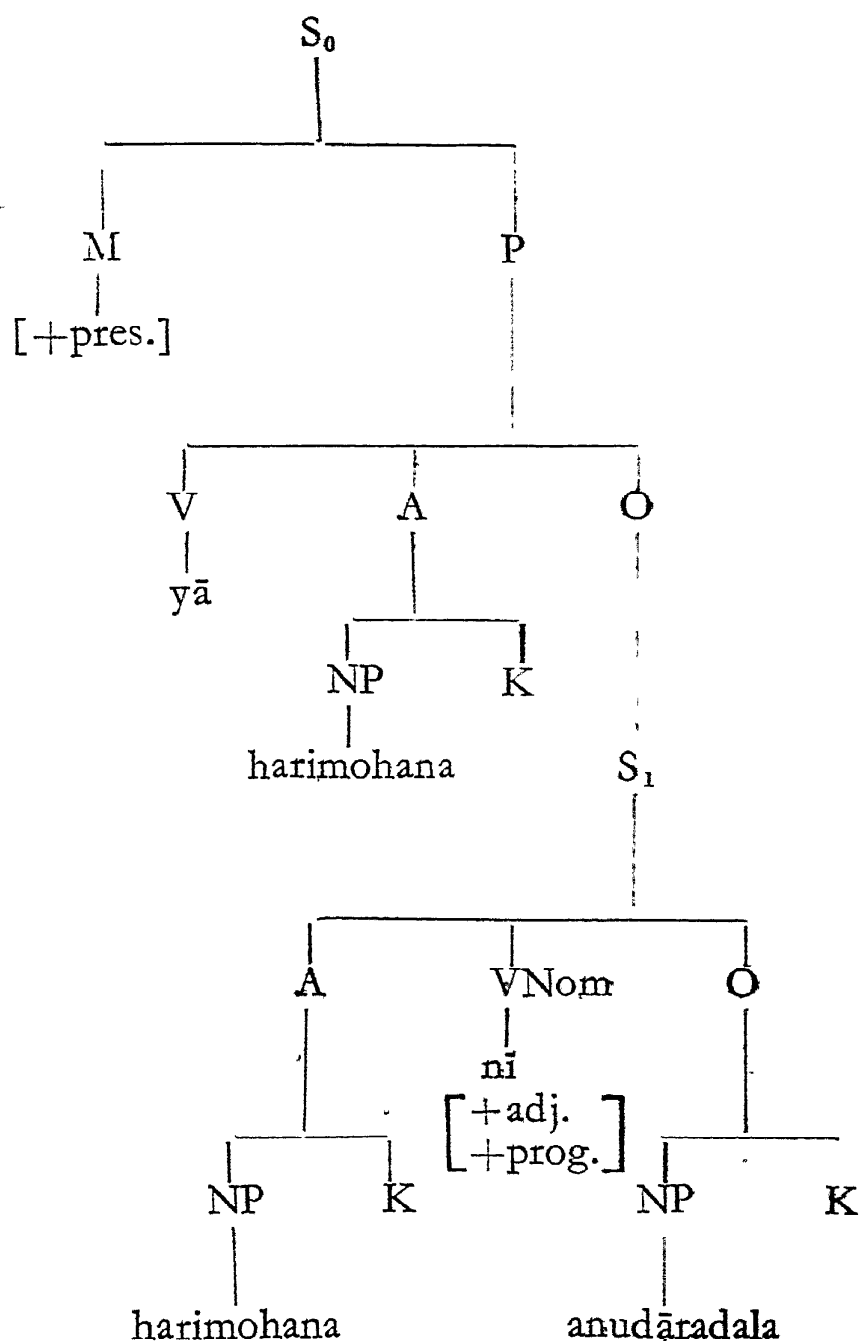 S₀
M P
[+pres.]
V A O
yā
NP K
harimohana S₁
A VNom O
nī
[+adj.
+prog.]
NP K NP K
harimohana anudāradala